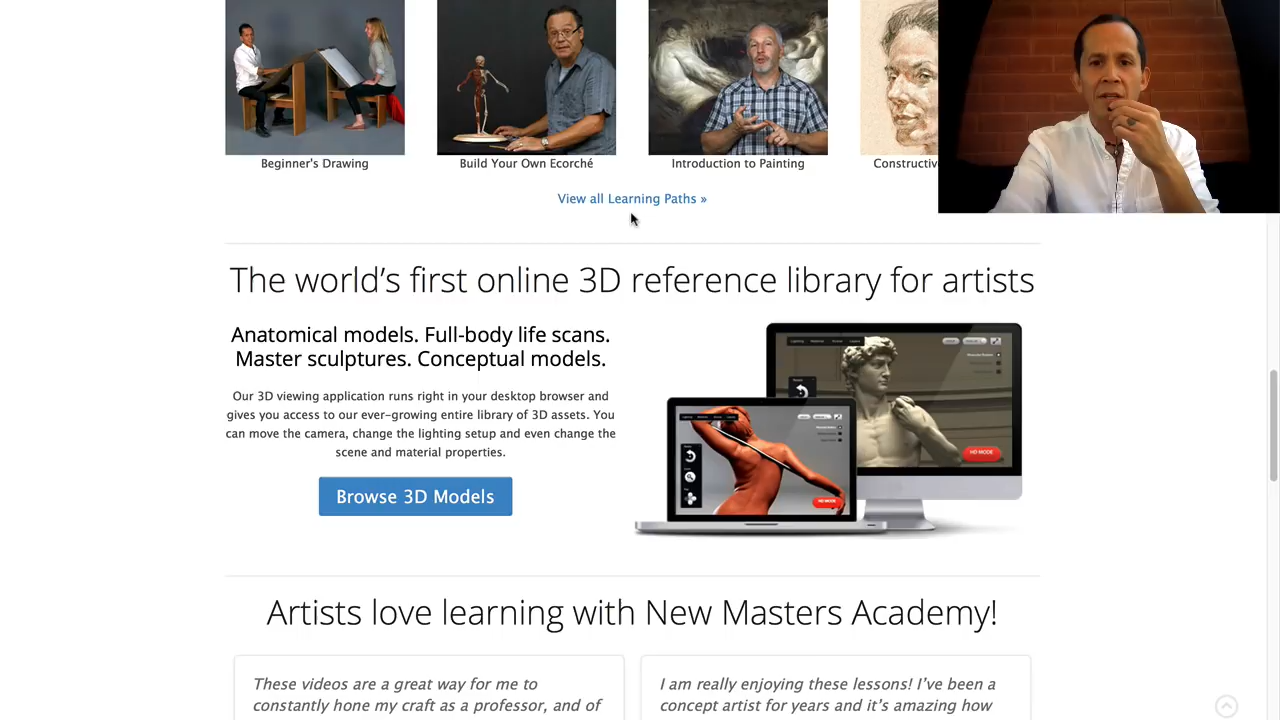 Beginner's Drawing
Build Your Own Ecorché
Introduction to Painting
Constructiv
View all Learning Paths »
The world's first online 3D reference library for artists
Anatomical models. Full-body life scans.
Master sculptures. Conceptual models.
Our 3D viewing application runs right in your desktop browser and
gives you access to our ever-growing entire library of 3D assets. You
can move the camera, change the lighting setup and even change the
scene and material properties.
Browse 3D Models
HD MODE
HD MODE
Artists love learning with New Masters Academy!
These videos are a great way for me to
constantly hone my craft as a professor, and of
I am really enjoying these lessons! I've been a
concept artist for years and it's amazing how